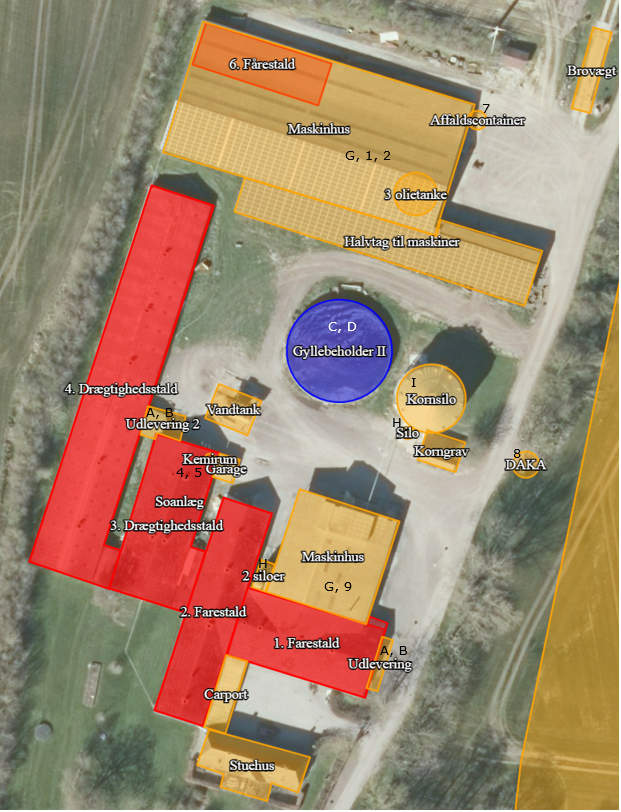 6. Fårestald
Brovægt
7
Affaldscontainer
Maskinhus
G, 1, 2
3 olietanke
Halvtag til maskiner
C, D
Gyllebeholder II
I
Kornsilo
4. Drægtighedsstald
A, B
Udlevering 2
Vandtank
H
Silo
Korngrav
8
DAKA
Kemirum
Garage
4, 5
Soanlæg
3. Drægtighedsstald
Maskinhus
H
2 siloer
G, 9
2. Farestald
1. Farestald
A, B
Udlevering
Carport
Stuehus